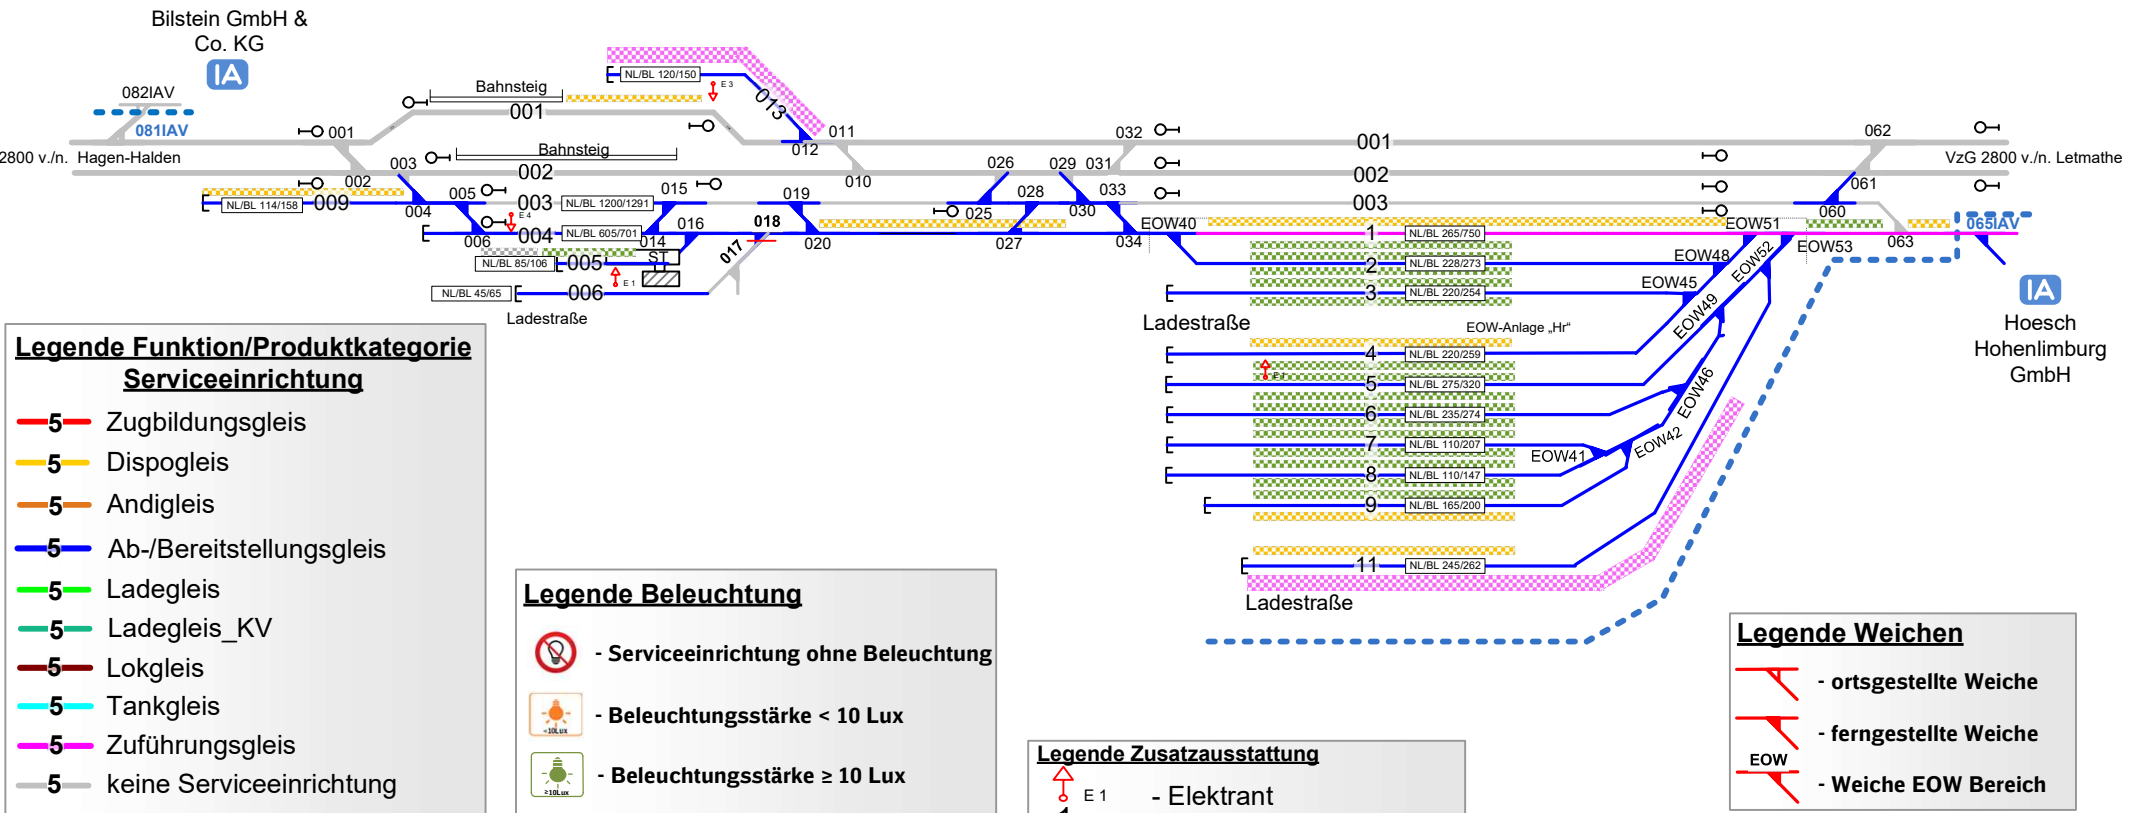 Bilstein GmbH &
Co. KG
IA
082IAV
081IAV
2800 v./n. Hagen-Halden
001
002
003
Bahnsteig
001
Bahnsteig
002
NL/BL 120/150
E 3
013
012
011
010
032
001
062
VzG 2800 v./n. Letmathe
026
029
031
002
061
NL/BL 114/158
009
004
005
003
NL/BL 1200/1291
015
019
025
028
030
033
003
060
E 4
006
004
NL/BL 605/701
014
016
018
017
020
027
034
EOW40
1
NL/BL 265/750
EOW51
EOW53
063
065IAV
NL/BL 85/106
005
ST
E 1
2
NL/BL 228/273
EOW48
EOW52
NL/BL 45/65
006
Ladestraße
3
NL/BL 220/254
EOW45
EOW49
Ladestraße
EOW-Anlage „Hr“
4
NL/BL 220/259
E 1
5
NL/BL 275/320
6
NL/BL 235/274
EOW46
7
NL/BL 110/207
EOW41
EOW42
8
NL/BL 110/147
9
NL/BL 165/200
11
NL/BL 245/262
Ladestraße
IA
Hoesch
Hohenlimburg
GmbH
Legende Funktion/Produktkategorie
Serviceeinrichtung
5 Zugbildungsgleis
5 Dispogleis
5 Andigleis
5 Ab-/Bereitstellungsgleis
5 Ladegleis
5 Ladegleis_KV
5 Lokgleis
5 Tankgleis
5 Zuführungsgleis
5 keine Serviceeinrichtung
Legende Beleuchtung
- Serviceeinrichtung ohne Beleuchtung
<10Lux - Beleuchtungsstärke < 10 Lux
≥10Lux - Beleuchtungsstärke ≥ 10 Lux
Legende Zusatzausstattung
E 1 - Elektrant
Legende Weichen
- ortsgestellte Weiche
- ferngestellte Weiche
EOW
- Weiche EOW Bereich